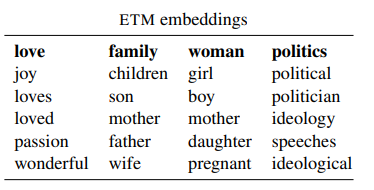 ETM embeddings
love family woman politics
joy children girl political
loves son boy politician
loved mother mother ideology
passion father daughter speeches
wonderful wife pregnant ideological